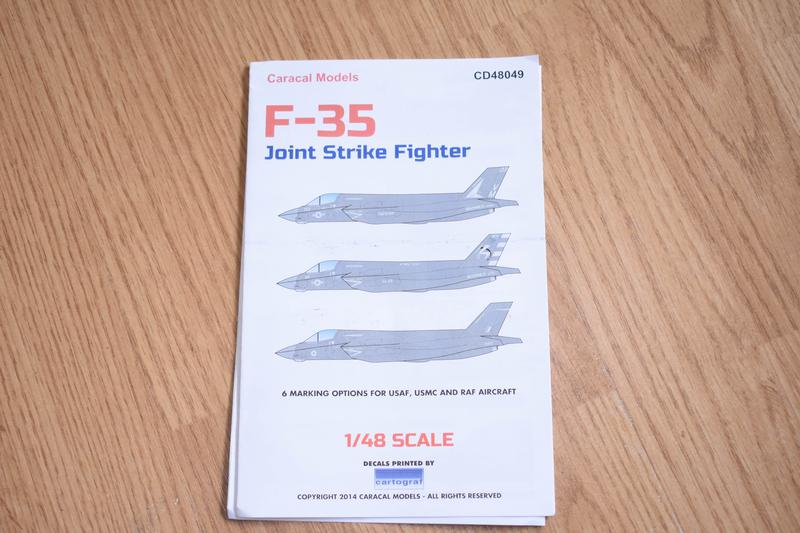 Caracal Models
CD48049
F-35
Joint Strike Fighter
6 MARKING OPTIONS FOR USAF, USMC AND RAF AIRCRAFT
1/48 SCALE
DECALS PRINTED BY
cartograf
COPYRIGHT 2014 CARACAL MODELS - ALL RIGHTS RESERVED